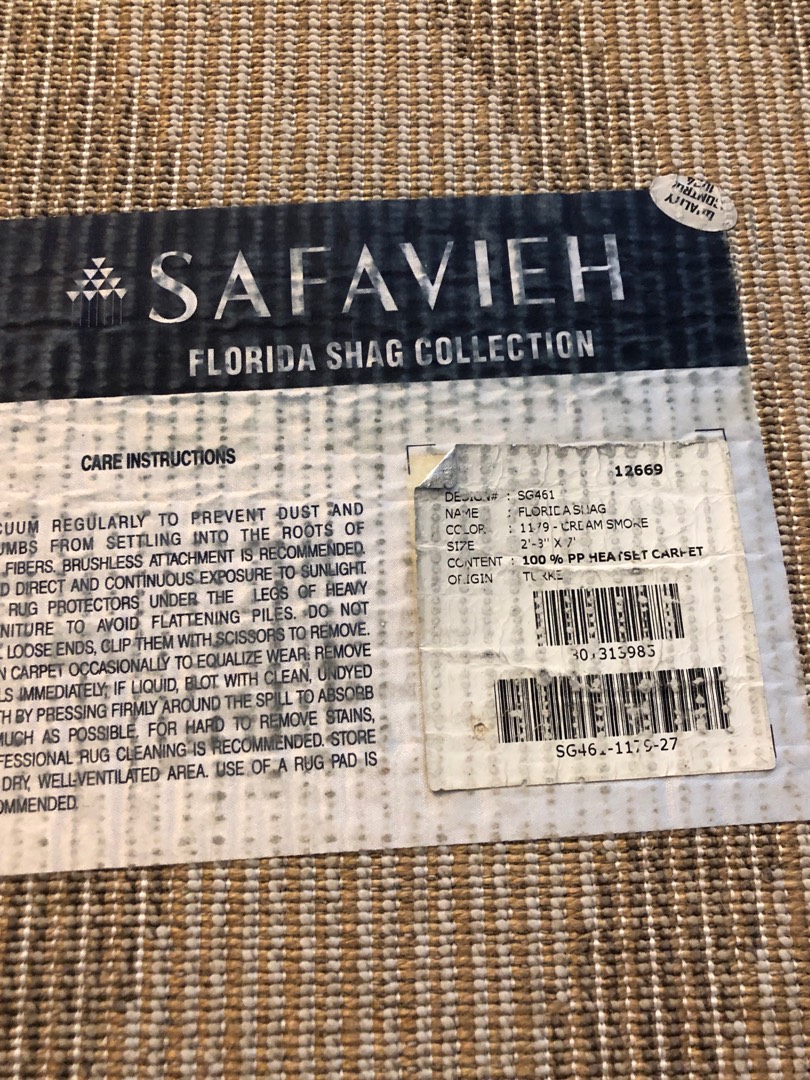 QUALITY
SAFAVIEH
FLORIDA SHAG COLLECTION
CARE INSTRUCTIONS
CUUM REGULARLY TO PREVENT DUST AND
UMBS FROM SETTLING INTO THE ROOTS OF
FIBERS. BRUSHLESS ATTACHMENT IS RECOMMENDED.
D DIRECT AND CONTINUOUS EXPOSURE TO SUNLIGHT.
RUG PROTECTORS UNDER THE LEGS OF HEAVY
NITURE TO AVOID FLATTENING PILES. DO NOT
LOOSE ENDS, CLIP THEM WITH SCISSORS TO REMOVE.
N CARPET OCCASIONALLY TO EQUALIZE WEAR. REMOVE
LS IMMEDIATELY; IF LIQUID, BLOT WITH CLEAN, UNDYED
TH BY PRESSING FIRMLY AROUND THE SPILL TO ABSORB
MUCH AS POSSIBLE. FOR HARD TO REMOVE STAINS,
FESSIONAL RUG CLEANING IS RECOMMENDED. STORE
DRY, WELL-VENTILATED AREA. USE OF A RUG PAD IS
OMMENDED.
12669
DESIGN# : SG461
NAME : FLORIDA SHAG
COLOR : 1179 - CREAM SMOKE
SIZE : 2'-3" X 7'
CONTENT : 100 % PP HEATSET CARPET
ORIGIN
SG461-1179-27